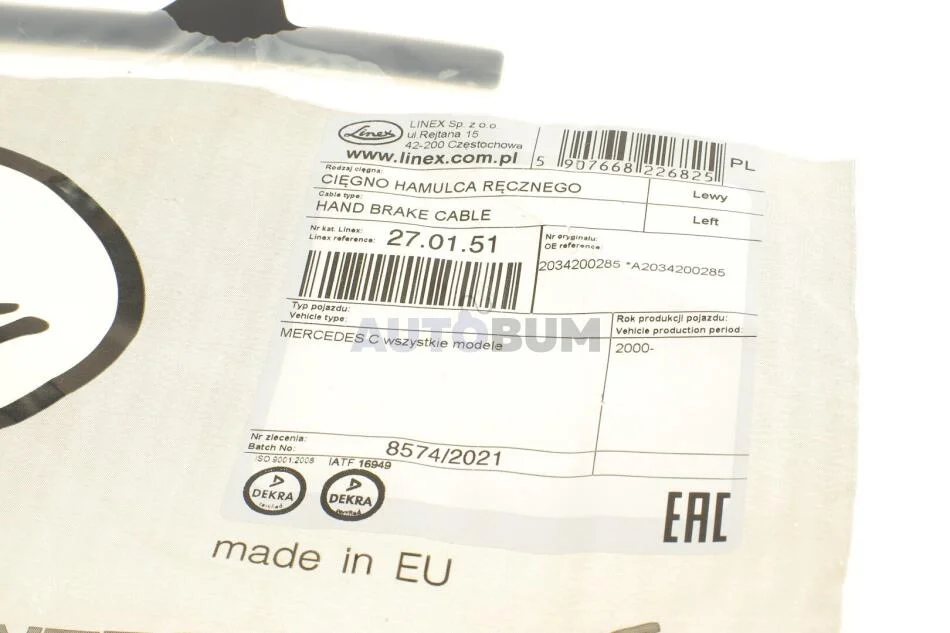 Linex
LINEX Sp. z o.o.
ul.Rejtana 15
42-200 Częstochowa
www.linex.com.pl
5 907668 226825
PL
Rodzaj cięgna:
CIĘGNO HAMULCA RĘCZNEGO
Lewy
Cable type:
HAND BRAKE CABLE
Left
Nr kat. Linex:
Linex reference:
27.01.51
Nr oryginału:
OE reference:
2034200285 *A2034200285
Typ pojazdu:
Vehicle type:
MERCEDES C wszystkie modele
Rok produkcji pojazdu:
Vehicle production period:
2000-
AUTOBUM
Nr zlecenia:
Batch No:
8574/2021
ISO 9001:2008
IATF 16949
DEKRA
certified
DEKRA
certified
EAC
made in EU